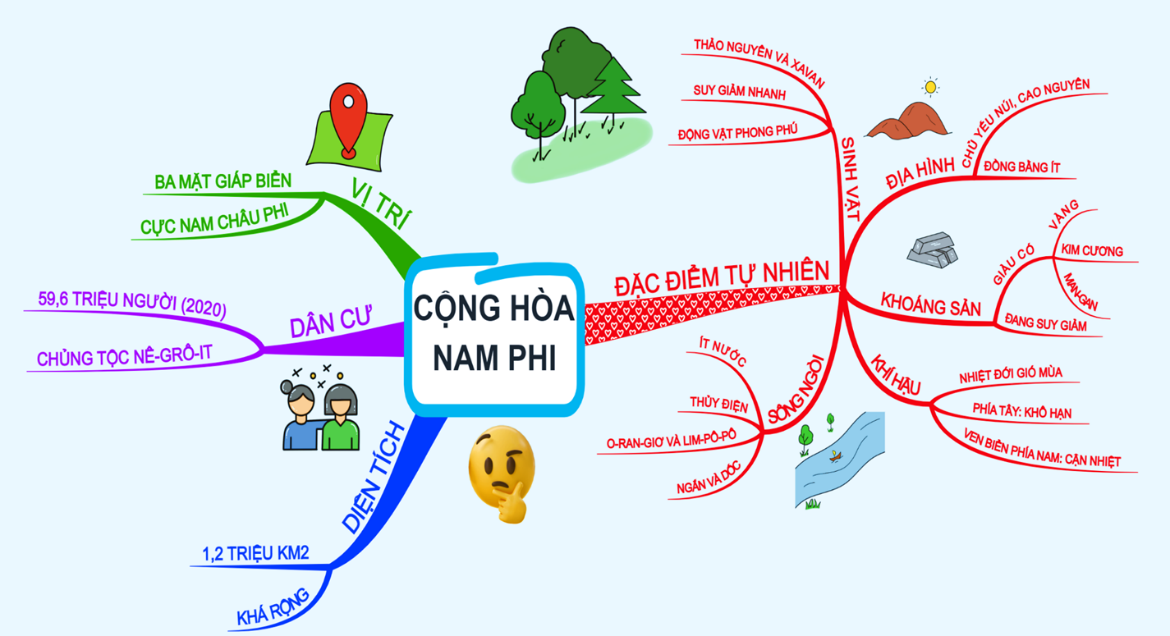 CỘNG HÒA
NAM PHI
VỊ TRÍ
BA MẶT GIÁP BIỂN
CỰC NAM CHÂU PHI
DÂN CƯ
59,6 TRIỆU NGƯỜI (2020)
CHỦNG TỘC NÊ-GRÔ-IT
DIỆN TÍCH
1,2 TRIỆU KM2
KHÁ RỘNG
ĐẶC ĐIỂM TỰ NHIÊN
SINH VẬT
THẢO NGUYÊN VÀ XAVAN
SUY GIẢM NHANH
ĐỘNG VẬT PHONG PHÚ
ĐỊA HÌNH
CHỦ YẾU NÚI, CAO NGUYÊN
ĐỒNG BẰNG ÍT
KHOÁNG SẢN
GIÀU CÓ
VÀNG
KIM CƯƠNG
MAN-GAN
ĐANG SUY GIẢM
KHÍ HẬU
NHIỆT ĐỚI GIÓ MÙA
PHÍA TÂY: KHÔ HẠN
VEN BIỂN PHÍA NAM: CẬN NHIỆT
SÔNG NGÒI
ÍT NƯỚC
THỦY ĐIỆN
O-RAN-GIƠ VÀ LIM-PÔ-PÔ
NGẮN VÀ DỐC